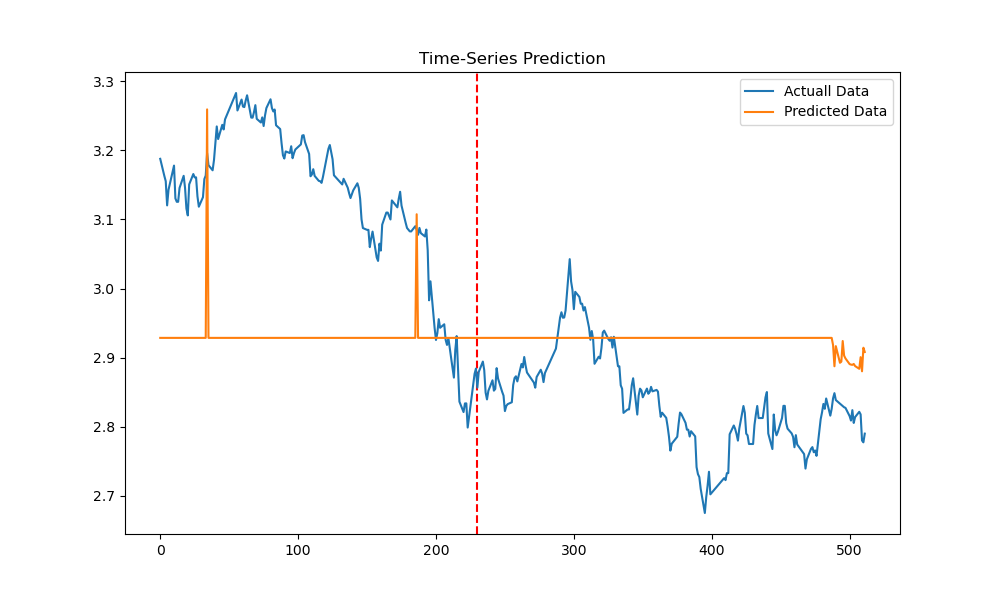 Time-Series Prediction
Actuall Data
Predicted Data
3.3
3.2
3.1
3.0
2.9
2.8
2.7
0 100 200 300 400 500